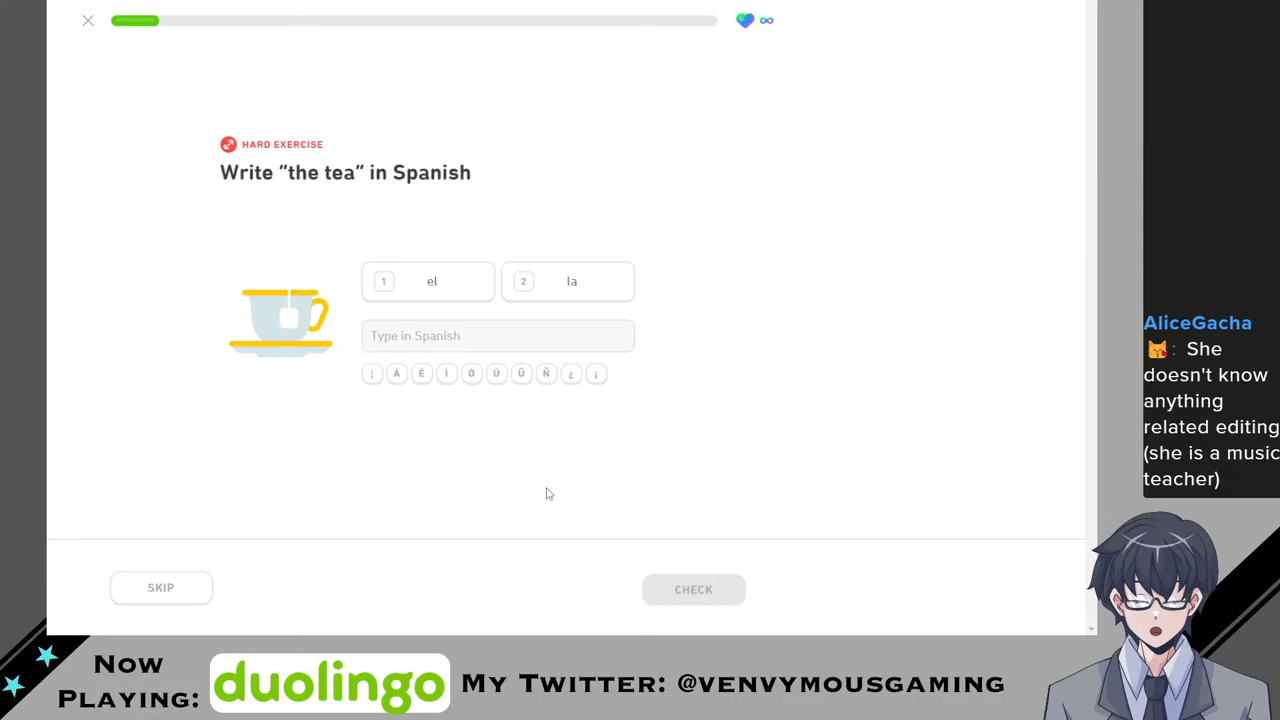 HARD EXERCISE
Write "the tea" in Spanish
1 el
2 la
Type in Spanish
↓ Á É Í Ó Ú Ü Ñ ¿ ¡
SKIP
CHECK
AliceGacha
: She
doesn't know
anything
related editing
(she is a music
teacher)
Now
Playing:
duolingo
My Twitter: @venvymousgaming